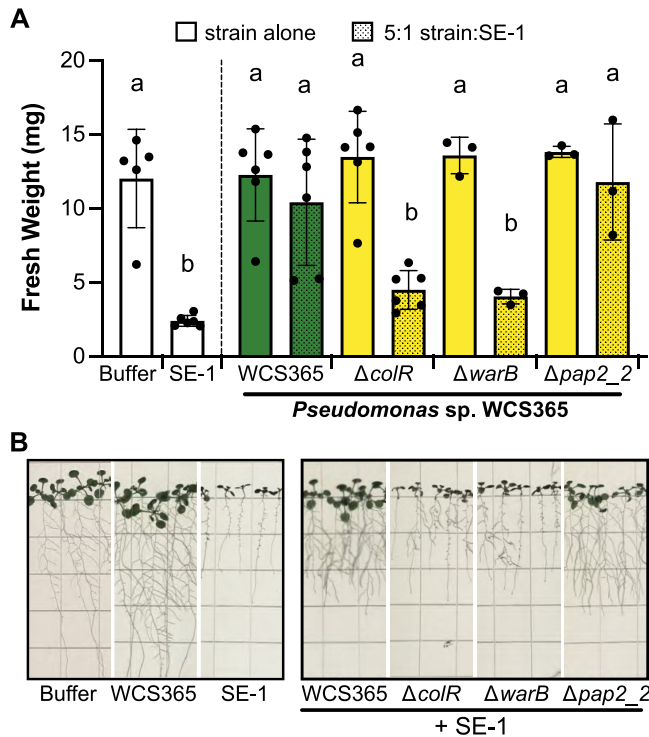 A
strain alone 5:1 strain:SE-1
Fresh Weight (mg)
20
15
10
5
0
a
b
a
a
a
b
a
b
a
a
Buffer SE-1 WCS365 ΔcolR ΔwarB Δpap2_2
Pseudomonas sp. WCS365
B
Buffer WCS365 SE-1 WCS365 ΔcolR ΔwarB Δpap2_2
+ SE-1